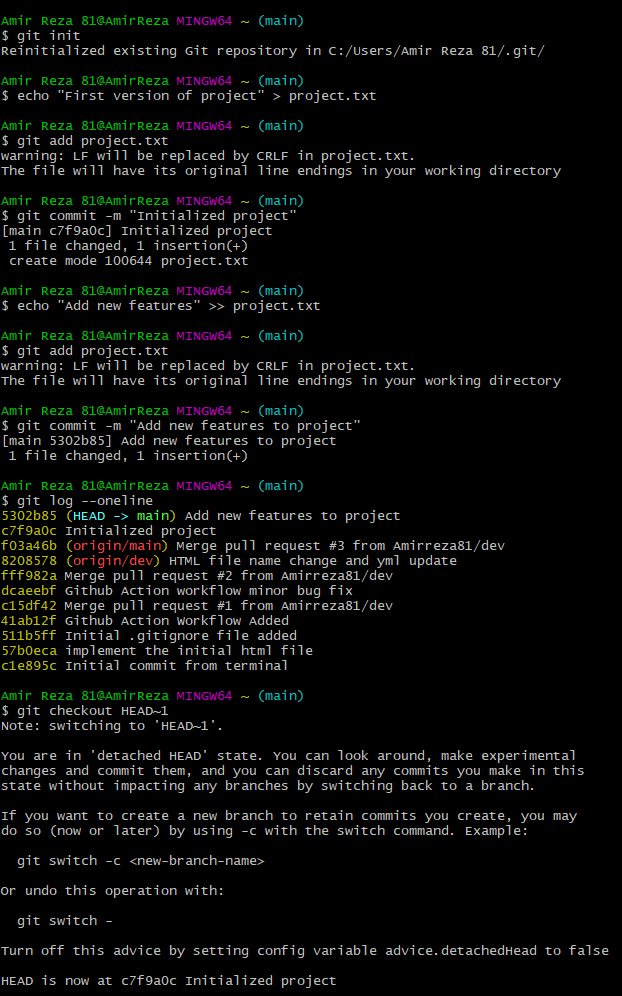 Amir Reza 81@AmirReza MINGW64 ~ (main)
$ git init
Reinitialized existing Git repository in C:/Users/Amir Reza 81/.git/
Amir Reza 81@AmirReza MINGW64 ~ (main)
$ echo "First version of project" > project.txt
Amir Reza 81@AmirReza MINGW64 ~ (main)
$ git add project.txt
warning: LF will be replaced by CRLF in project.txt.
The file will have its original line endings in your working directory
Amir Reza 81@AmirReza MINGW64 ~ (main)
$ git commit -m "Initialized project"
[main c7f9a0c] Initialized project
 1 file changed, 1 insertion(+)
 create mode 100644 project.txt
Amir Reza 81@AmirReza MINGW64 ~ (main)
$ echo "Add new features" >> project.txt
Amir Reza 81@AmirReza MINGW64 ~ (main)
$ git add project.txt
warning: LF will be replaced by CRLF in project.txt.
The file will have its original line endings in your working directory
Amir Reza 81@AmirReza MINGW64 ~ (main)
$ git commit -m "Add new features to project"
[main 5302b85] Add new features to project
 1 file changed, 1 insertion(+)
Amir Reza 81@AmirReza MINGW64 ~ (main)
$ git log --oneline
5302b85 (HEAD -> main) Add new features to project
c7f9a0c Initialized project
f03a46b (origin/main) Merge pull request #3 from Amirreza81/dev
8208578 (origin/dev) HTML file name change and yml update
fff982a Merge pull request #2 from Amirreza81/dev
dcaeebf Github Action workflow minor bug fix
c15df42 Merge pull request #1 from Amirreza81/dev
41ab12f Github Action Workflow Added
511b5ff Initial .gitignore file added
57b0eca implement the initial html file
c1e895c Initial commit from terminal
Amir Reza 81@AmirReza MINGW64 ~ (main)
$ git checkout HEAD~1
Note: switching to 'HEAD~1'.
You are in 'detached HEAD' state. You can look around, make experimental
changes and commit them, and you can discard any commits you make in this
state without impacting any branches by switching back to a branch.
If you want to create a new branch to retain commits you create, you may
do so (now or later) by using -c with the switch command. Example:
  git switch -c <new-branch-name>
Or undo this operation with:
  git switch -
Turn off this advice by setting config variable advice.detachedHead to false
HEAD is now at c7f9a0c Initialized project